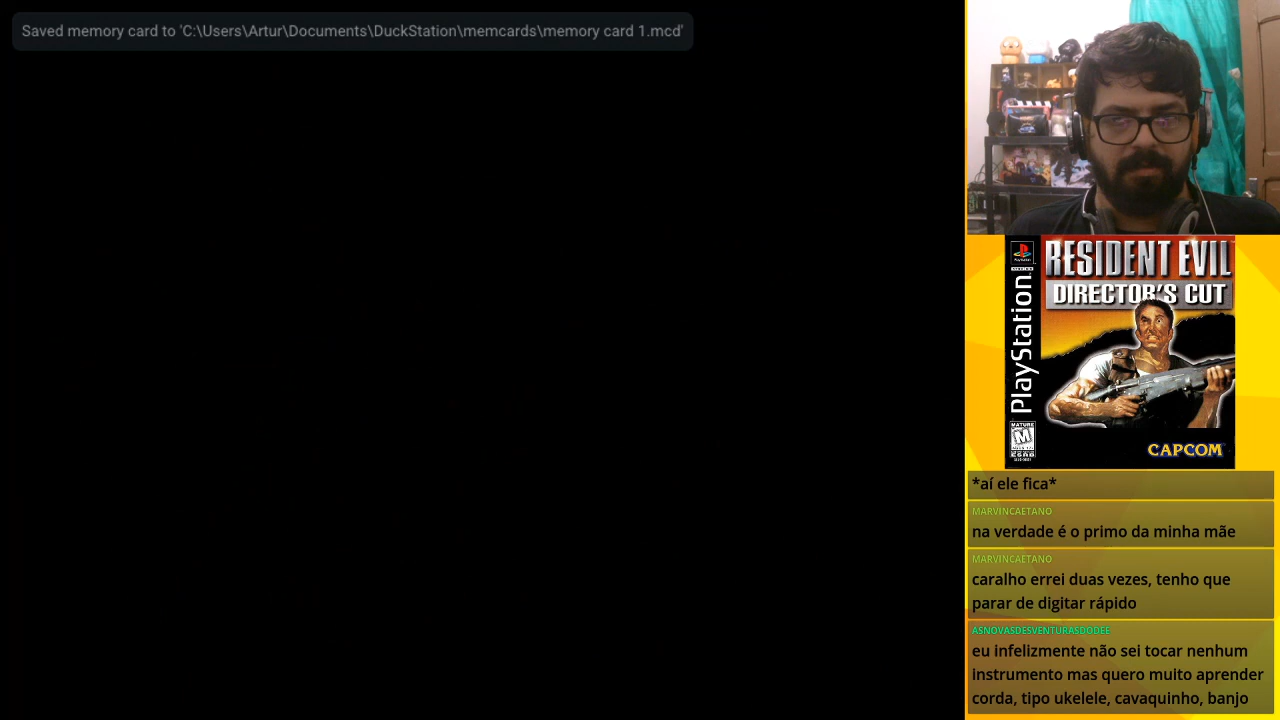 Saved memory card to 'C:\Users\Artur\Documents\DuckStation\memcards\memory card 1.mcd'
PlayStation
RESIDENT EVIL
DIRECTOR'S CUT
PlayStation
MATURE
M
CAPCOM
*aí ele fica*
MARVINCAETANO
na verdade é o primo da minha mãe
MARVINCAETANO
caralho errei duas vezes, tenho que
parar de digitar rápido
ASNOVASDESVENTURASDODEE
eu infelizmente não sei tocar nenhum
instrumento mas quero muito aprender
corda, tipo ukelele, cavaquinho, banjo